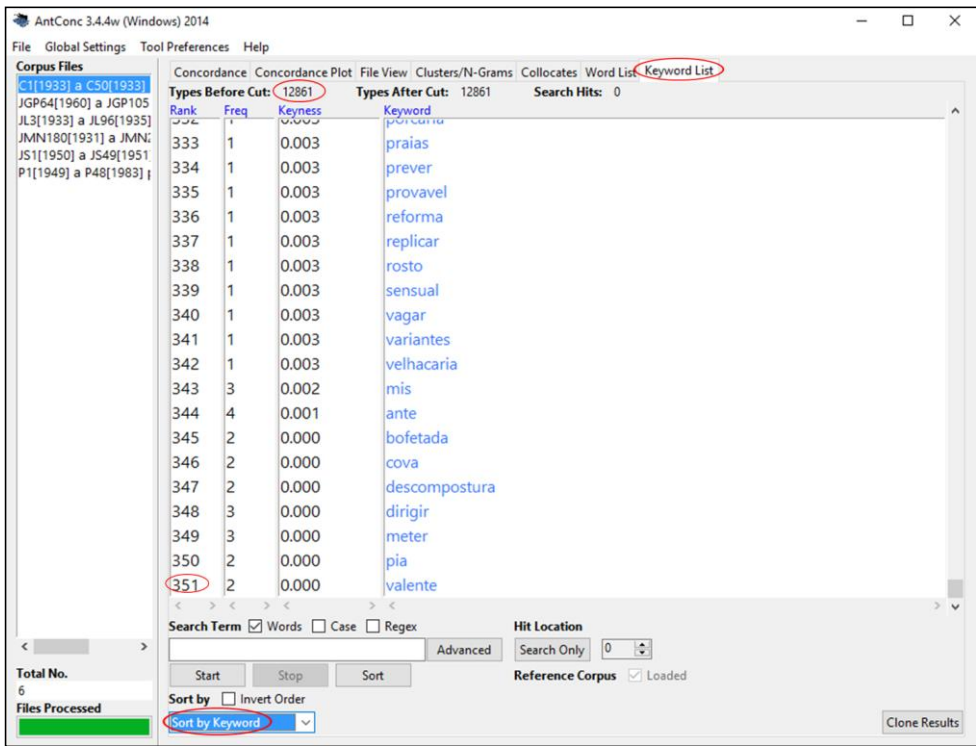 AntConc 3.4.4w (Windows) 2014
File Global Settings Tool Preferences Help
Corpus Files
C1[1933] a C50[1933]
JGP64[1960] a JGP105
JL3[1933] a JL96[1935]
JMN180[1931] a JMN
JS1[1950] a JS49[1951
P1[1949] a P48[1983]
Concordance Concordance Plot File View Clusters/N-Grams Collocates Word List Keyword List
Types Before Cut: 12861 Types After Cut: 12861 Search Hits: 0
Rank Freq Keyness Keyword
332 1 0.003 porcaria
333 1 0.003 praias
334 1 0.003 prever
335 1 0.003 provavel
336 1 0.003 reforma
337 1 0.003 replicar
338 1 0.003 rosto
339 1 0.003 sensual
340 1 0.003 vagar
341 1 0.003 variantes
342 1 0.003 velhacaria
343 3 0.002 mis
344 4 0.001 ante
345 2 0.000 bofetada
346 2 0.000 cova
347 2 0.000 descompostura
348 3 0.000 dirigir
349 3 0.000 meter
350 2 0.000 pia
351 2 0.000 valente
Search Term Words Case Regex Hit Location
Advanced Search Only 0
Start Stop Sort Reference Corpus Loaded
Sort by Invert Order
Sort by Keyword
Clone Results
Total No.
6
Files Processed